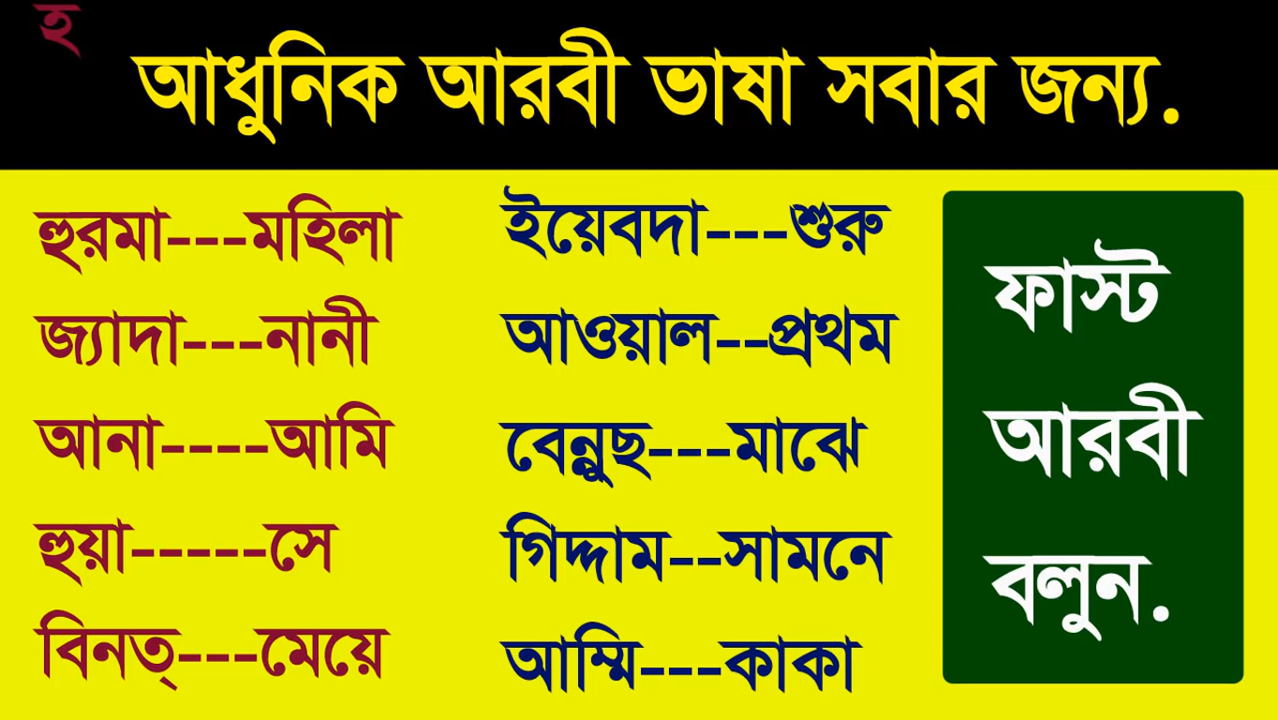 হ
আধুনিক আরবী ভাষা সবার জন্য.
হুরমা---মহিলা
জ্যাদা---নানী
আনা----আমি
হুয়া-----সে
বিনত্---মেয়ে
ইয়েবদা---শুরু
আওয়াল--প্রথম
বেন্নুছ---মাঝে
গিদ্দাম--সামনে
আম্মি---কাকা
ফাস্ট
আরবী
বলুন.